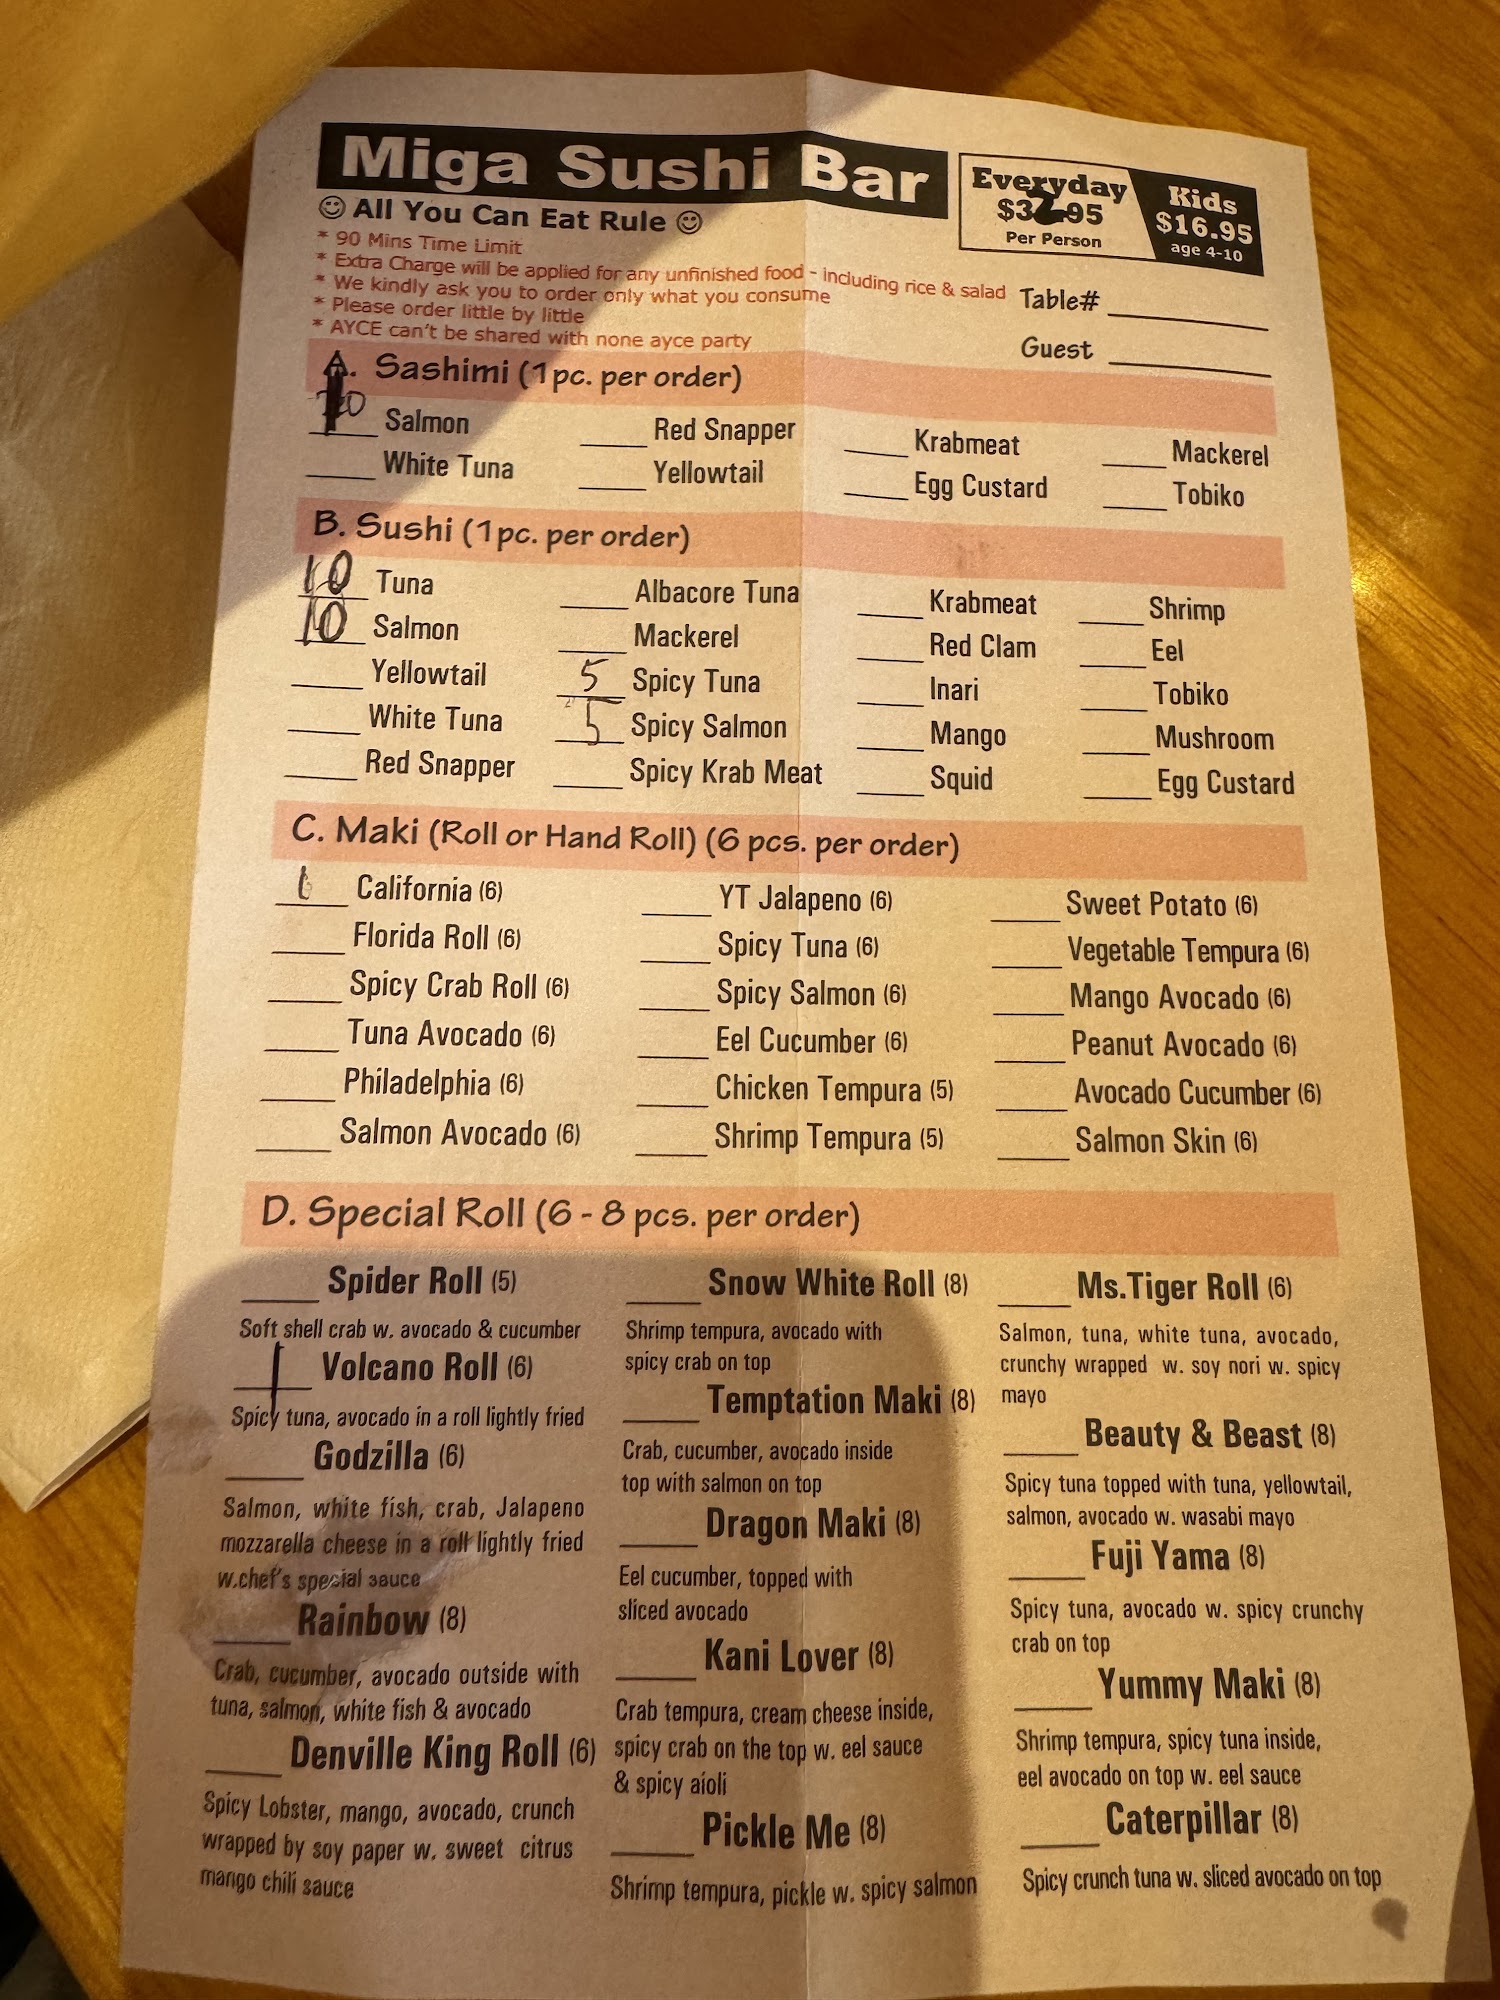 Miga Sushi Bar
Everyday
Per Person
Kids
$16.95
age 4-10
☺ All You Can Eat Rule ☺
* 90 Mins Time Limit
* Extra Charge will be applied for any unfinished food - including rice & salad
* We kindly ask you to order only what you consume
* Please order little by little
* AYCE can't be shared with none ayce party
Table#
Guest
A. Sashimi (1pc. per order)
Salmon Red Snapper Krabmeat Mackerel
White Tuna Yellowtail Egg Custard Tobiko
B. Sushi (1pc. per order)
10 Tuna Albacore Tuna Krabmeat Shrimp
10 Salmon Mackerel Red Clam Eel
Yellowtail 5 Spicy Tuna Inari Tobiko
White Tuna 5 Spicy Salmon Mango Mushroom
Red Snapper Spicy Krab Meat Squid Egg Custard
C. Maki (Roll or Hand Roll) (6 pcs. per order)
California (6) YT Jalapeno (6) Sweet Potato (6)
Florida Roll (6) Spicy Tuna (6) Vegetable Tempura (6)
Spicy Crab Roll (6) Spicy Salmon (6) Mango Avocado (6)
Tuna Avocado (6) Eel Cucumber (6) Peanut Avocado (6)
Philadelphia (6) Chicken Tempura (5) Avocado Cucumber (6)
Salmon Avocado (6) Shrimp Tempura (5) Salmon Skin (6)
D. Special Roll (6 - 8 pcs. per order)
Spider Roll (5)
Soft shell crab w. avocado & cucumber
1 Volcano Roll (6)
Spicy tuna, avocado in a roll lightly fried
Godzilla (6)
Salmon, white fish, crab, Jalapeno
mozzarella cheese in a roll lightly fried
w.chef's special sauce
Rainbow (8)
Crab, cucumber, avocado outside with
tuna, salmon, white fish & avocado
Denville King Roll (6)
Spicy Lobster, mango, avocado, crunch
wrapped by soy paper w. sweet citrus
mango chili sauce
Snow White Roll (8)
Shrimp tempura, avocado with
spicy crab on top
Temptation Maki (8)
Crab, cucumber, avocado inside
top with salmon on top
Dragon Maki (8)
Eel cucumber, topped with
sliced avocado
Kani Lover (8)
Crab tempura, cream cheese inside,
spicy crab on the top w. eel sauce
& spicy aioli
Pickle Me (8)
Shrimp tempura, pickle w. spicy salmon
Ms.Tiger Roll (6)
Salmon, tuna, white tuna, avocado,
crunchy wrapped w. soy nori w. spicy
mayo
Beauty & Beast (8)
Spicy tuna topped with tuna, yellowtail,
salmon, avocado w. wasabi mayo
Fuji Yama (8)
Spicy tuna, avocado w. spicy crunchy
crab on top
Yummy Maki (8)
Shrimp tempura, spicy tuna inside,
eel avocado on top w. eel sauce
Caterpillar (8)
Spicy crunch tuna w. sliced avocado on top